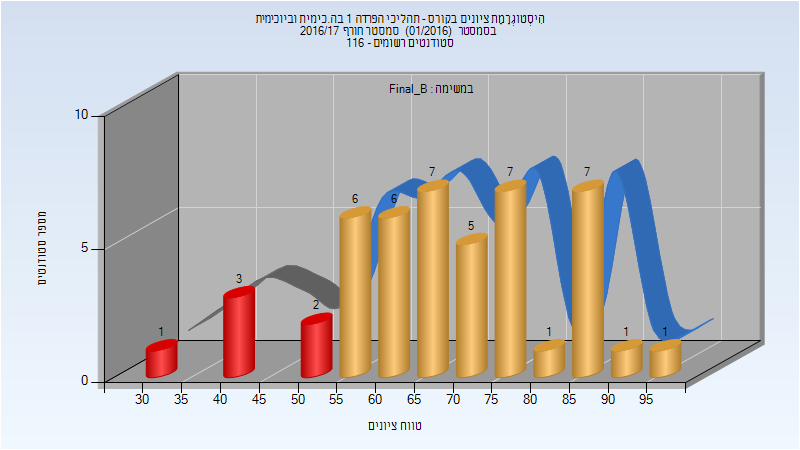 היסטוגרמת ציונים בקורס - תהליכי הפרדה 1 בה.כימית וביוכימית
בסמסטר (01/2016) סמסטר חורף 2016/17
סטודנטים רשומים - 116
במשימה : Final_B
מספר סטודנטים
10
5
0
1
3
2
6
6
7
5
7
1
7
1
1
30 35 40 45 50 55 60 65 70 75 80 85 90 95
טווח ציונים